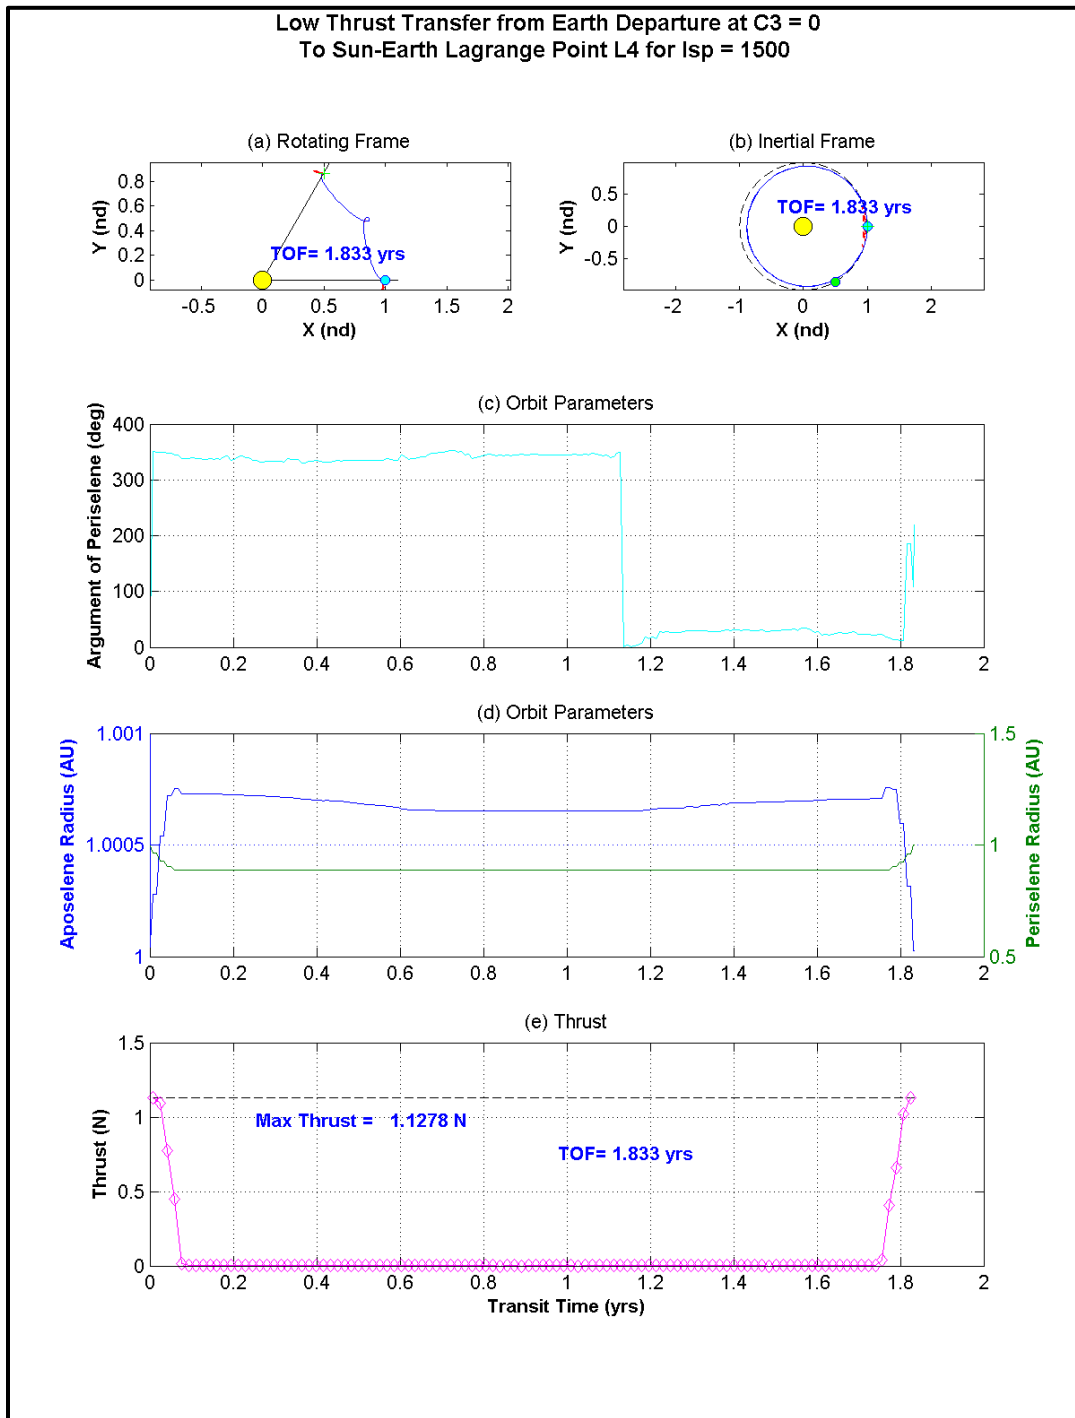 Low Thrust Transfer from Earth Departure at C3 = 0
To Sun-Earth Lagrange Point L4 for Isp = 1500
(a) Rotating Frame
0.8
0.6
0.4
0.2
0
Y (nd)
TOF= 1.833 yrs
-0.5 0 0.5 1 1.5 2
X (nd)
(b) Inertial Frame
0.5
0
-0.5
Y (nd)
TOF= 1.833 yrs
-2 -1 0 1 2
X (nd)
(c) Orbit Parameters
400
300
200
100
0
Argument of Periselene (deg)
0 0.2 0.4 0.6 0.8 1 1.2 1.4 1.6 1.8 2
(d) Orbit Parameters
1.001
1.0005
1
Aposelene Radius (AU)
1.5
1
0.5
Periselene Radius (AU)
0 0.2 0.4 0.6 0.8 1 1.2 1.4 1.6 1.8 2
(e) Thrust
1.5
1
0.5
0
Thrust (N)
Max Thrust = 1.1278 N
TOF= 1.833 yrs
0 0.2 0.4 0.6 0.8 1 1.2 1.4 1.6 1.8 2
Transit Time (yrs)